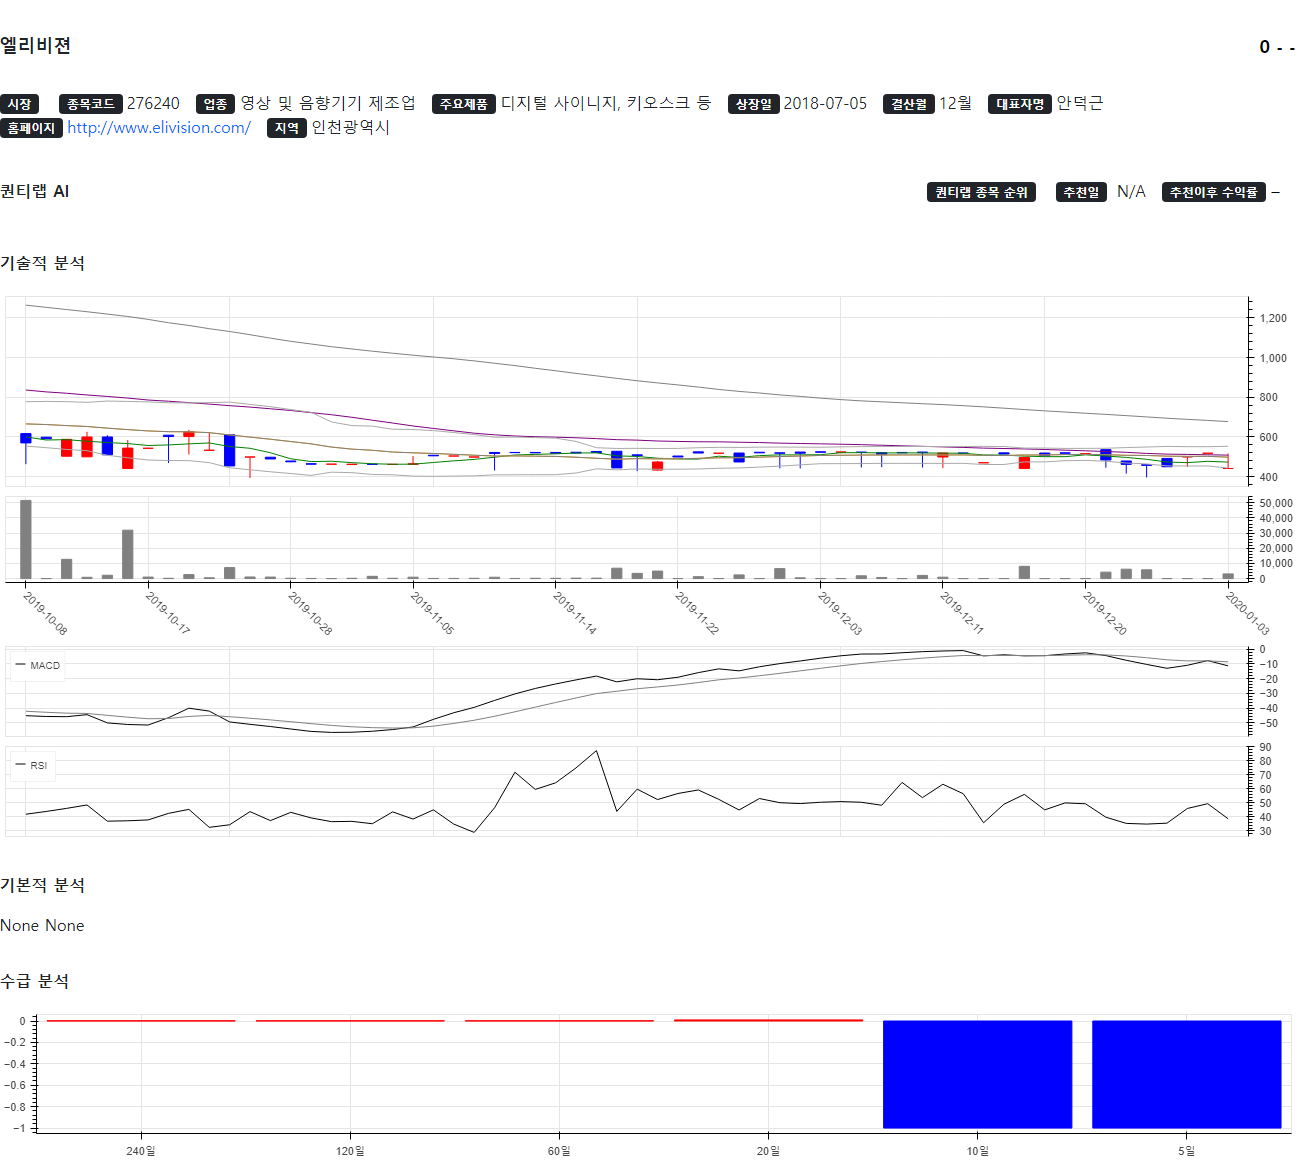 엘리비젼 0 - -
시장 종목코드 276240 업종 영상 및 음향기기 제조업 주요제품 디지털 사이니지, 키오스크 등 상장일 2018-07-05 결산월 12월 대표자명 안덕근
홈페이지 http://www.elivision.com/ 지역 인천광역시
퀀티랩 AI 퀀티랩 종목 순위 추천일 N/A 추천이후 수익률 –
기술적 분석
1,200
1,000
800
600
400
50,000
40,000
30,000
20,000
10,000
0
2019-10-08 2019-10-17 2019-10-28 2019-11-05 2019-11-14 2019-11-22 2019-12-03 2019-12-11 2019-12-20 2020-01-03
MACD
0
−10
−20
−30
−40
−50
RSI
90
80
70
60
50
40
30
기본적 분석
None None
수급 분석
0
−0.2
−0.4
−0.6
−0.8
−1
240일 120일 60일 20일 10일 5일